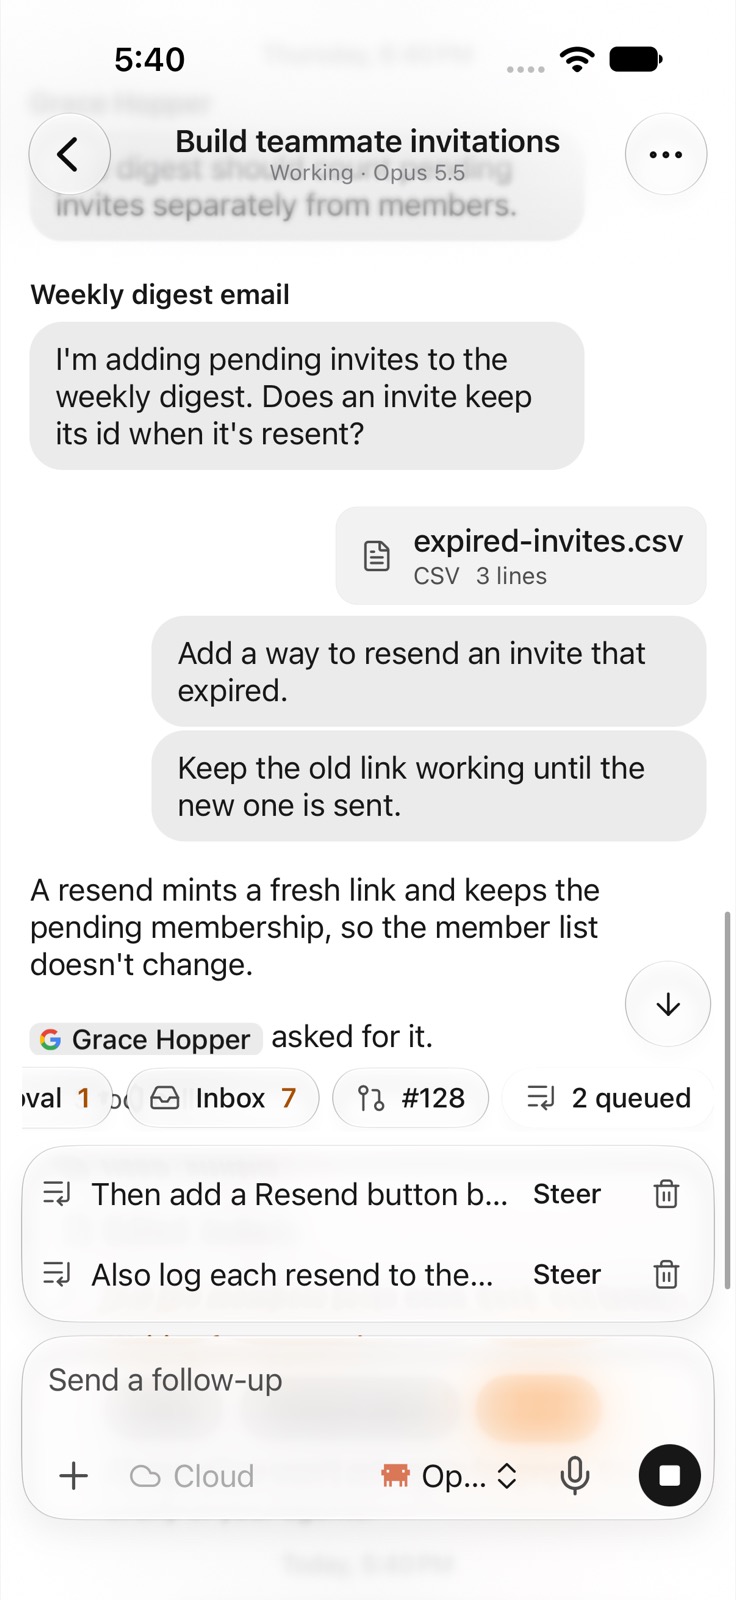 5:40
Build teammate invitations
Working · Opus 5.5
digest should count pending
invites separately from members.
Weekly digest email
I'm adding pending invites to the
weekly digest. Does an invite keep
its id when it's resent?
expired-invites.csv
CSV 3 lines
Add a way to resend an invite that
expired.
Keep the old link working until the
new one is sent.
A resend mints a fresh link and keeps the
pending membership, so the member list
doesn't change.
Grace Hopper asked for it.
oval 1
Inbox 7
#128
2 queued
Then add a Resend button b... Steer
Also log each resend to the... Steer
Send a follow-up
Cloud
Op...